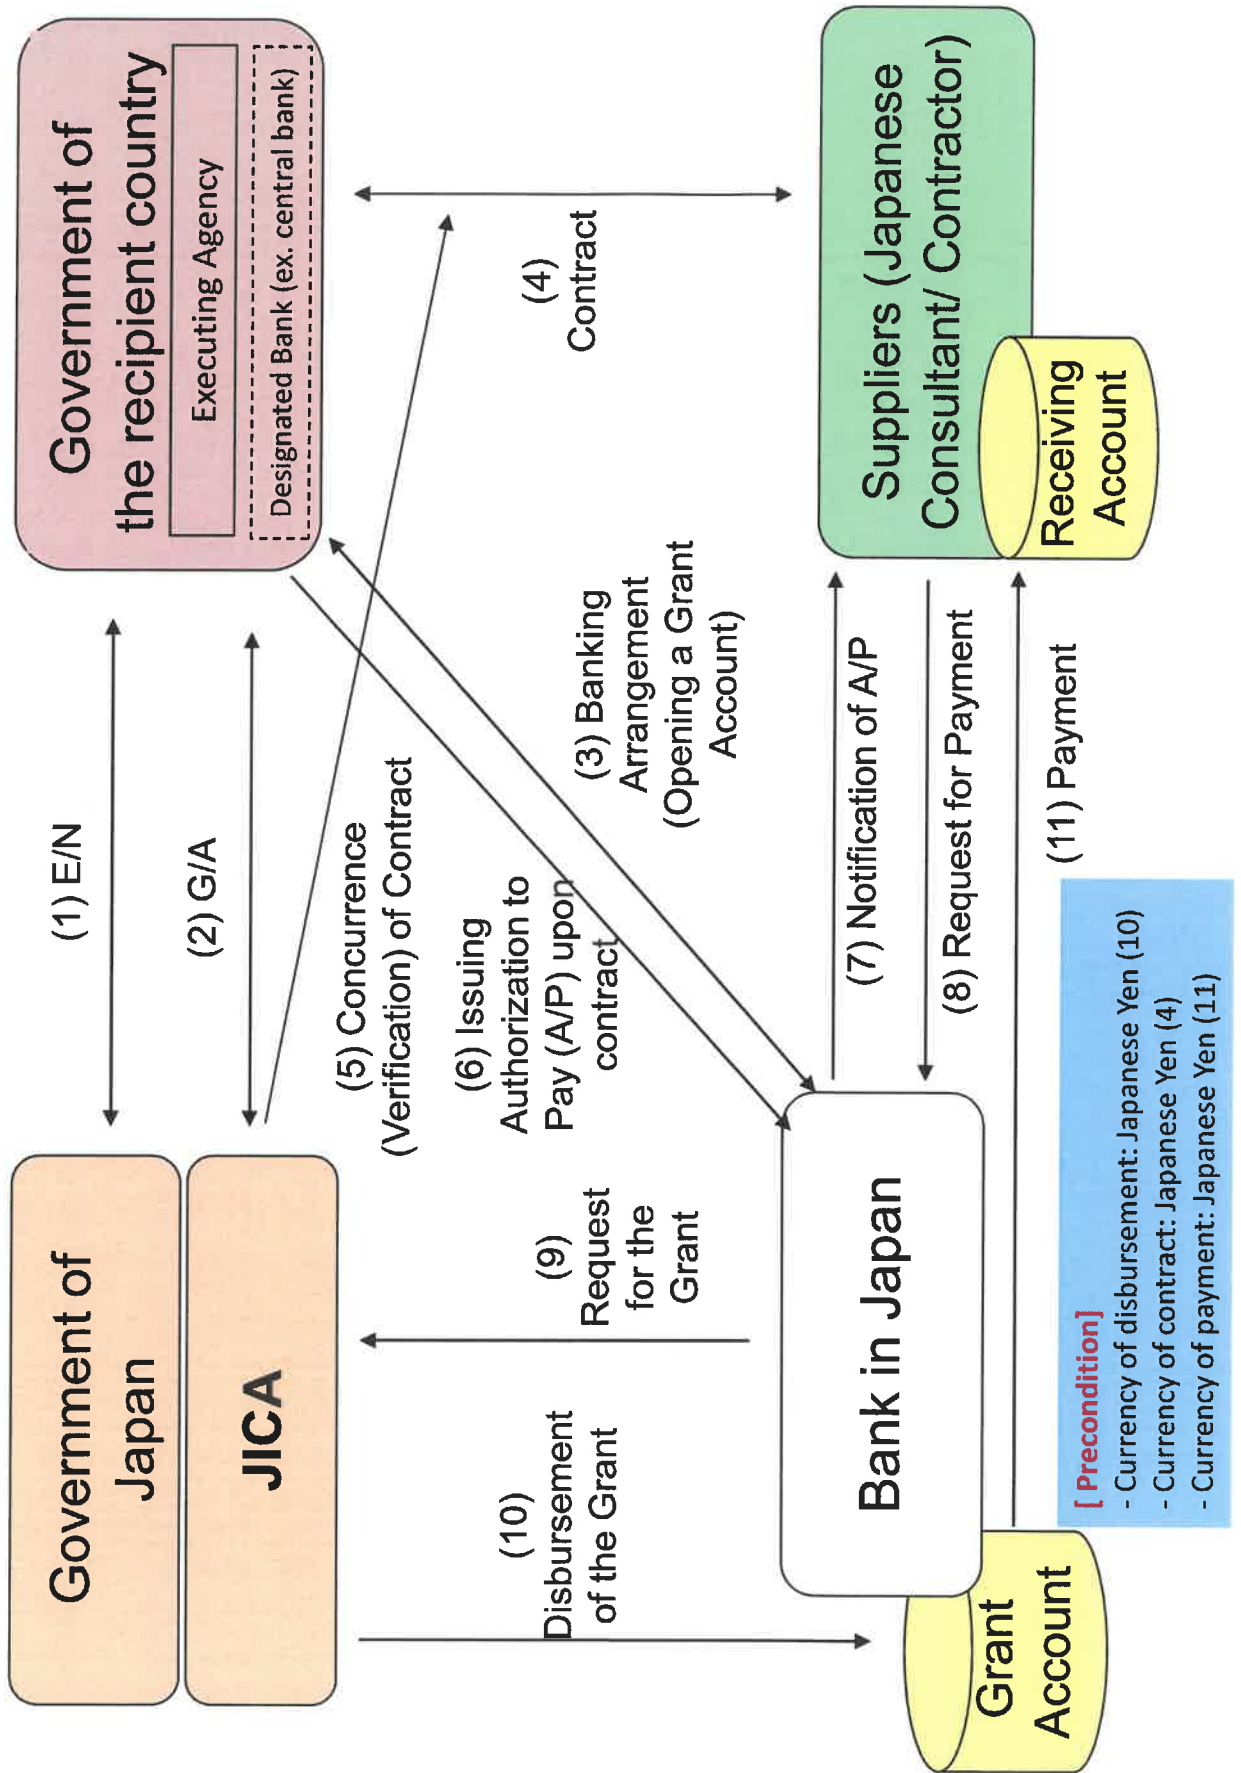 Government of
Japan
JICA
(1) E/N
(2) G/A
Government of
the recipient country
Executing Agency
Designated Bank (ex. central bank)
(5) Concurrence
(Verification) of Contract
(6) Issuing
Authorization to
Pay (A/P) upon
contract
(3) Banking
Arrangement
(Opening a Grant
Account)
(4)
Contract
(9)
Request
for the
Grant
(10)
Disbursement
of the Grant
Bank in Japan
Grant
Account
(7) Notification of A/P
(8) Request for Payment
(11) Payment
Suppliers (Japanese
Consultant/ Contractor)
Receiving
Account
[ Precondition]
- Currency of disbursement: Japanese Yen (10)
- Currency of contract: Japanese Yen (4)
- Currency of payment: Japanese Yen (11)